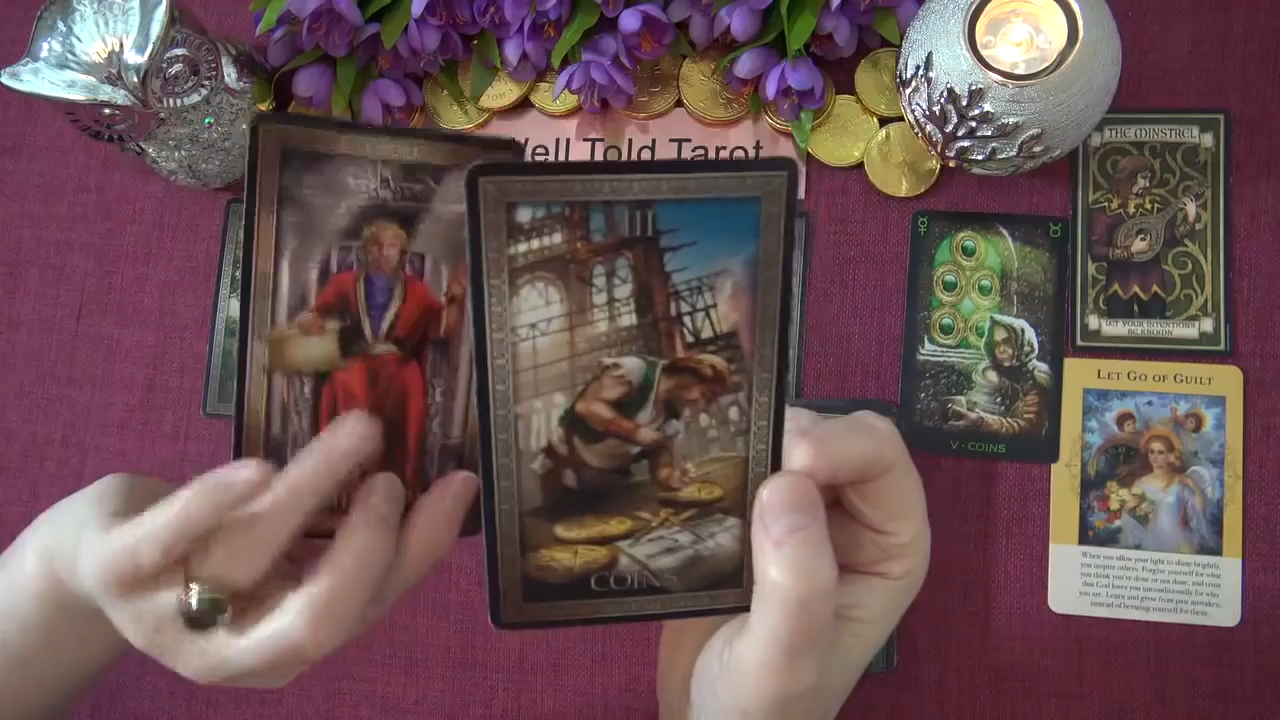 Well Told Tarot
THE MINSTREL
LET YOUR INTENTIONS
BE KNOWN
V • COINS
COINS
LET GO OF GUILT
When you allow your light to shine brightly,
you inspire others. Forgive yourself for what
you think you've done or not done, and trust
that God loves you unconditionally for who
you are. Learn and grow from past mistakes,
instead of berating yourself for them.